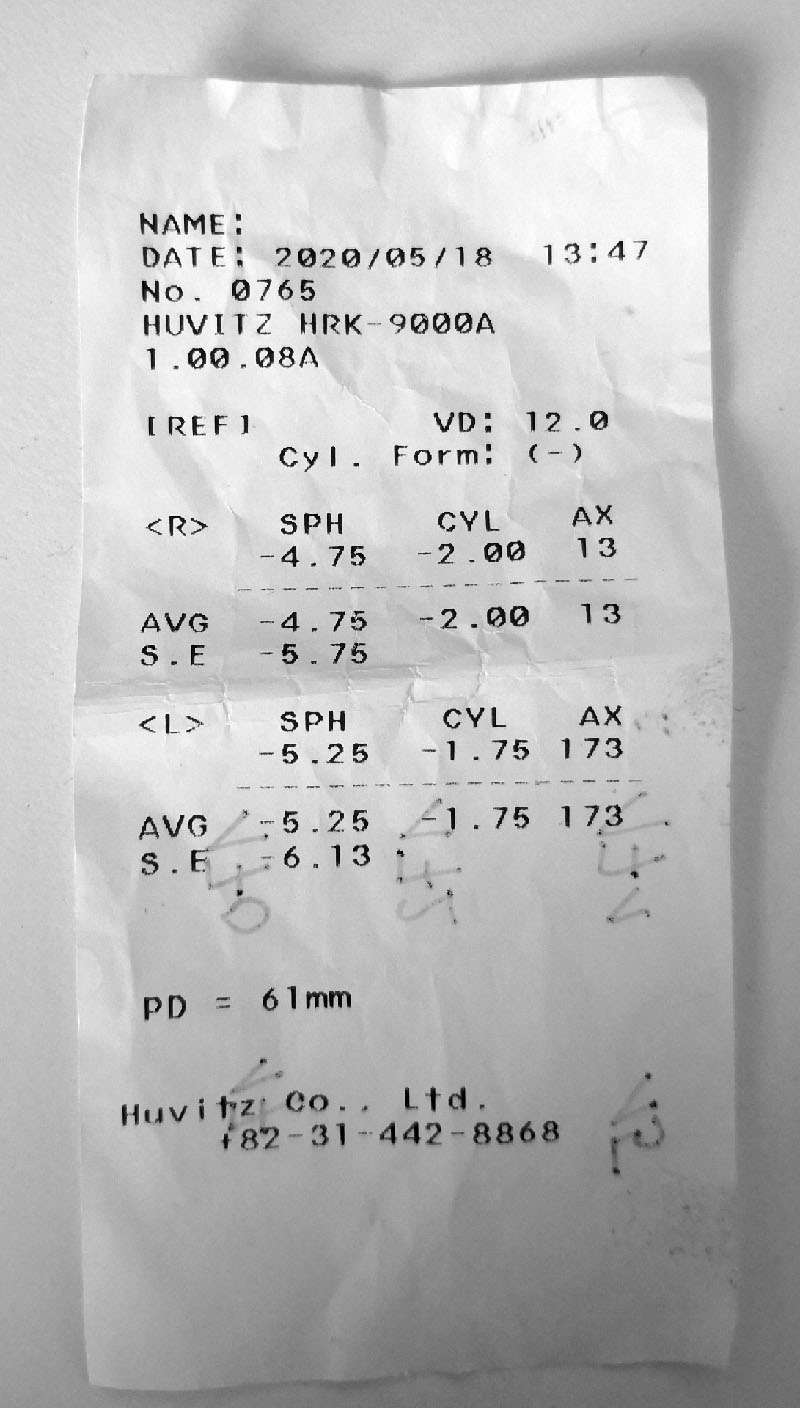 NAME:
DATE: 2020/05/18 13:47
No. 0765
HUVITZ HRK-9000A
1.00.08A
[REF] VD: 12.0
Cyl. Form: (-)
<R> SPH CYL AX
-4.75 -2.00 13
AVG -4.75 -2.00 13
S.E -5.75
<L> SPH CYL AX
-5.25 -1.75 173
AVG -5.25 -1.75 173
S.E -6.13
PD = 61mm
Huvitz Co., Ltd.
+82-31-442-8868